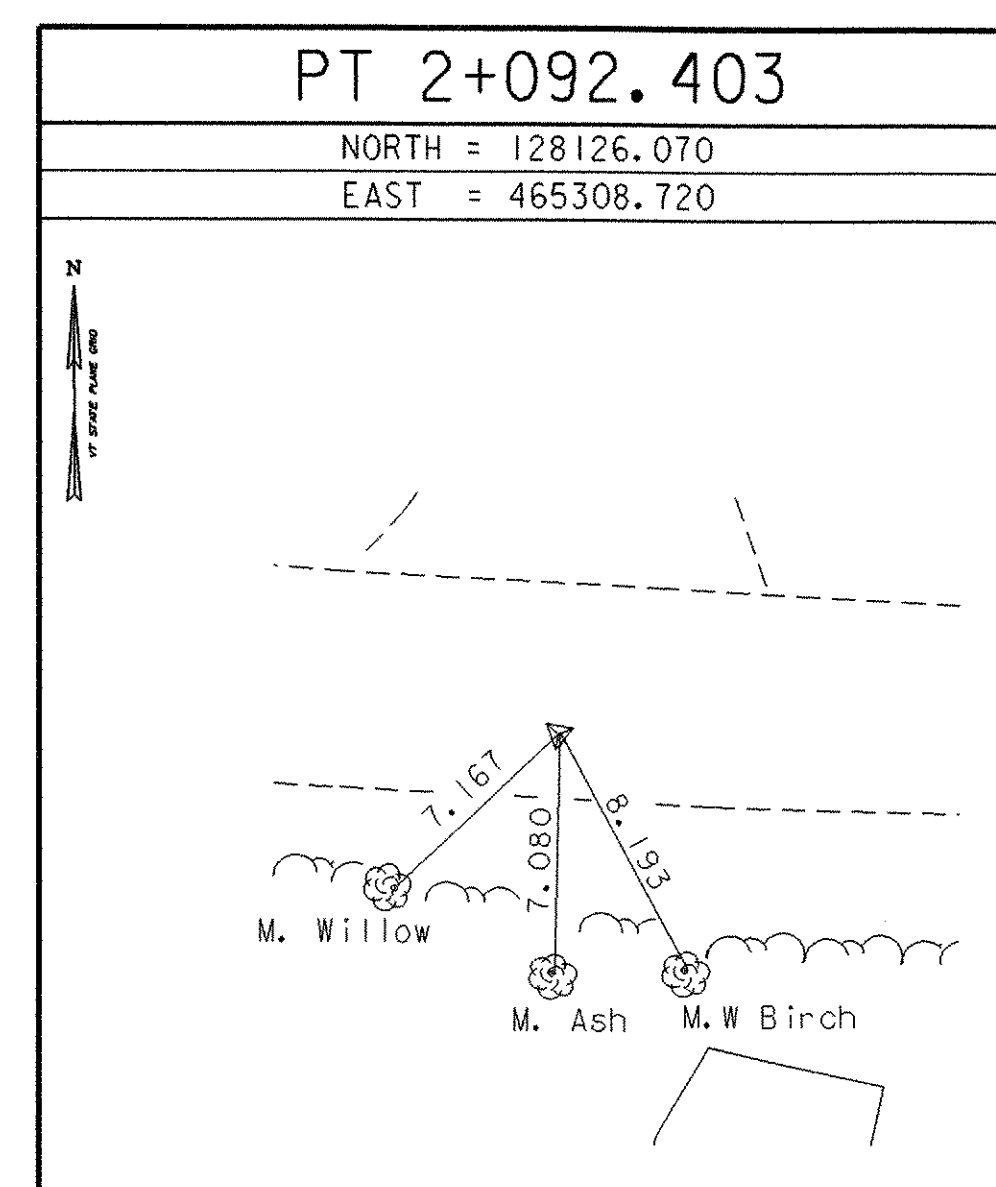 PT 2+092.403
NORTH = 128126.070
EAST = 465308.720
N
VT STATE PLANE GRID
7.167
7.080
8.193
M. Willow
M. Ash
M.W Birch